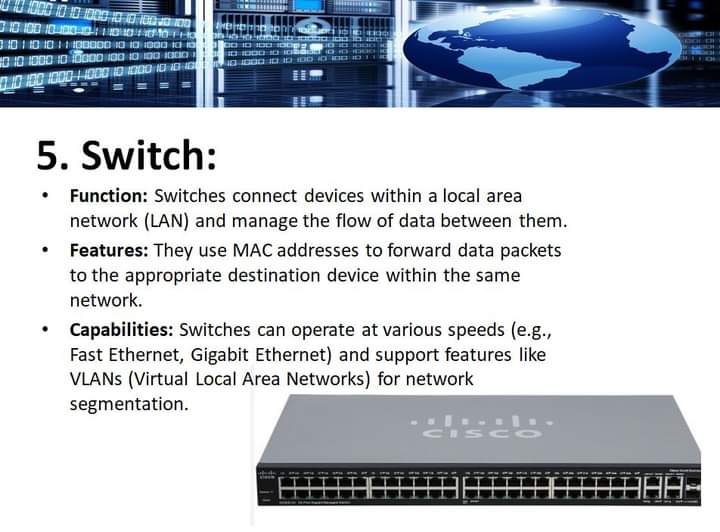 5. Switch:
• Function: Switches connect devices within a local area
network (LAN) and manage the flow of data between them.
• Features: They use MAC addresses to forward data packets
to the appropriate destination device within the same
network.
• Capabilities: Switches can operate at various speeds (e.g.,
Fast Ethernet, Gigabit Ethernet) and support features like
VLANs (Virtual Local Area Networks) for network
segmentation.
CISCO